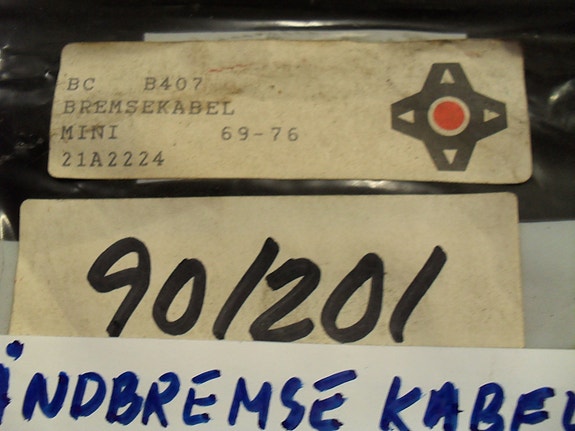 BC B407
BREMSEKABEL
MINI 69-76
21A2224
90/201
ÅNDBREMSE KABEL